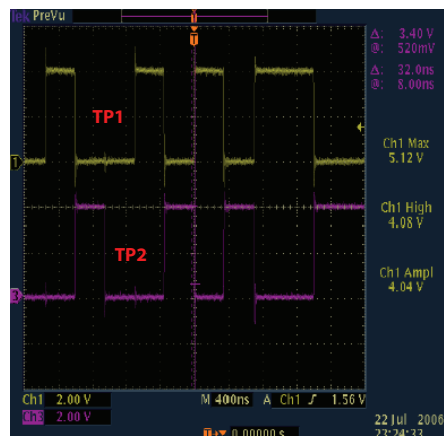 Tek PreVu
T
T
Δ: 3.40 V
@: 520mV
Δ: 32.0ns
@: 8.00ns
TP1
1
Ch1 Max
5.12 V
Ch1 High
4.08 V
TP2
Ch1 Ampl
4.04 V
3
Ch1 2.00 V M 400ns A Ch1 ʃ 1.56 V
Ch3 2.00 V
22 Jul 2006
T 0.00000 s 23:24:33